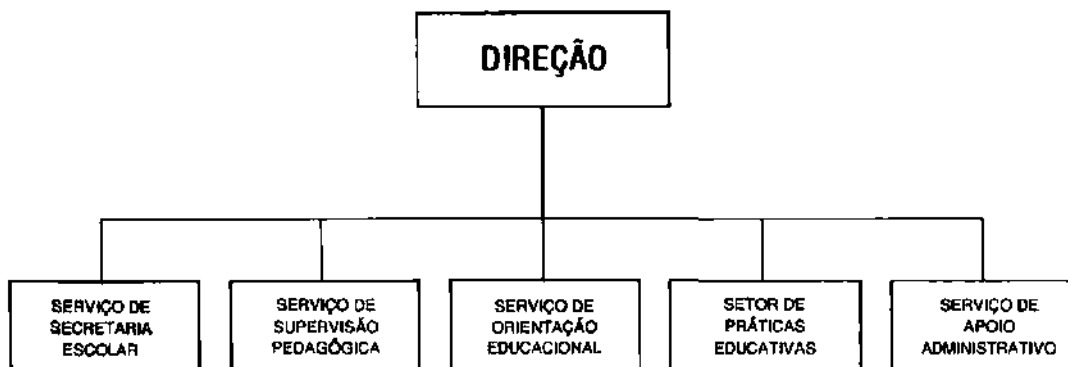 DIREÇÃO
SERVIÇO DE
SECRETARIA
ESCOLAR
SERVIÇO DE
SUPERVISÃO
PEDAGÓGICA
SERVIÇO DE
ORIENTAÇÃO
EDUCACIONAL
SETOR DE
PRÁTICAS
EDUCATIVAS
SERVIÇO DE
APOIO
ADMINISTRATIVO